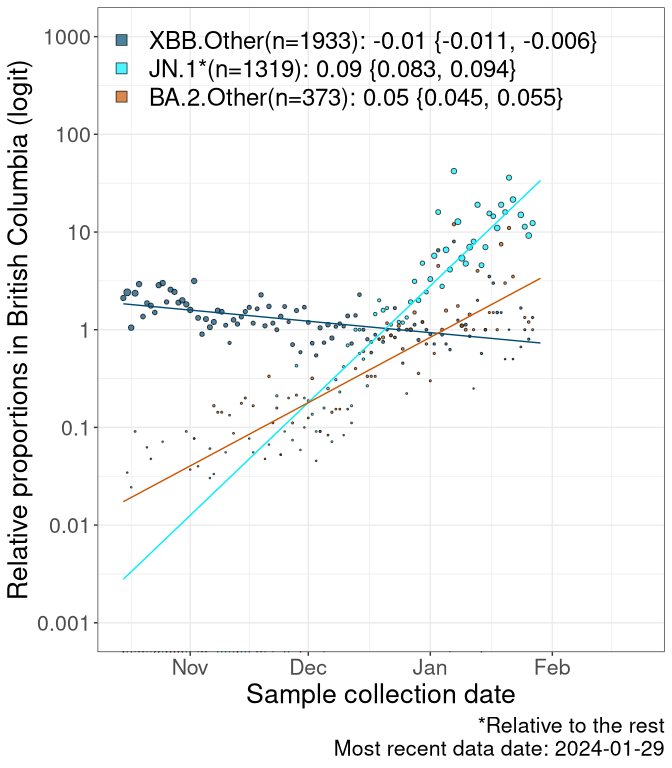 XBB.Other(n=1933): -0.01 {-0.011, -0.006}
JN.1*(n=1319): 0.09 {0.083, 0.094}
BA.2.Other(n=373): 0.05 {0.045, 0.055}
Relative proportions in British Columbia (logit)
1000
100
10
1
0.1
0.01
0.001
Nov Dec Jan Feb
Sample collection date
*Relative to the rest
Most recent data date: 2024-01-29